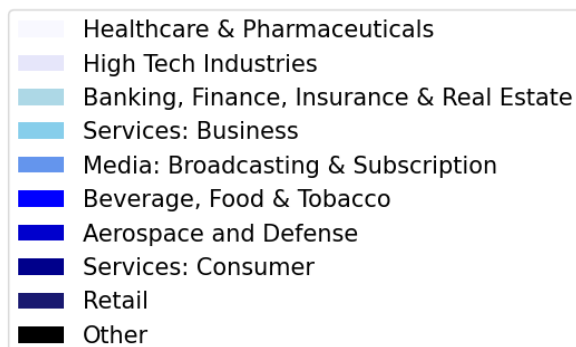 Healthcare & Pharmaceuticals
High Tech Industries
Banking, Finance, Insurance & Real Estate
Services: Business
Media: Broadcasting & Subscription
Beverage, Food & Tobacco
Aerospace and Defense
Services: Consumer
Retail
Other